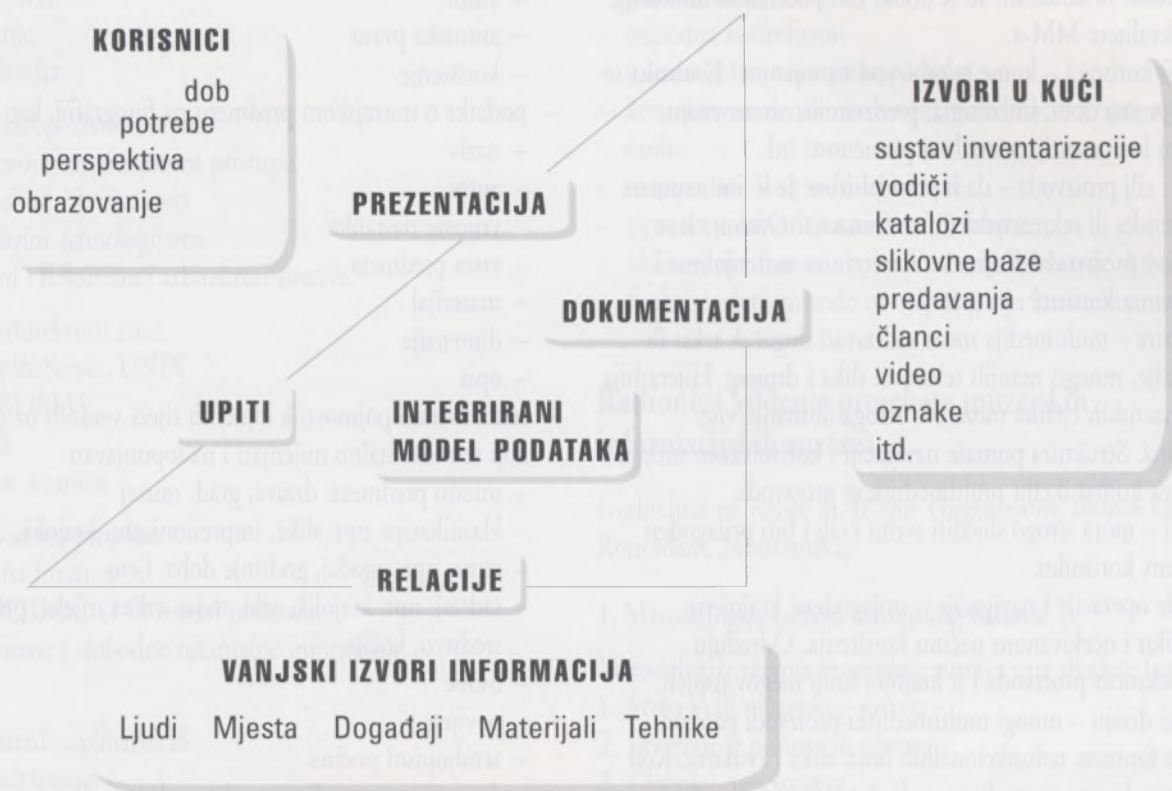 KORISNICI
dob
potrebe
perspektiva
obrazovanje
PREZENTACIJA
IZVORI U KUĆI
sustav inventarizacije
vodiči
katalozi
slikovne baze
predavanja
članci
video
oznake
itd.
DOKUMENTACIJA
UPITI
INTEGRIRANI
MODEL PODATAKA
RELACIJE
VANJSKI IZVORI INFORMACIJA
Ljudi Mjesta Događaji Materijali Tehnike